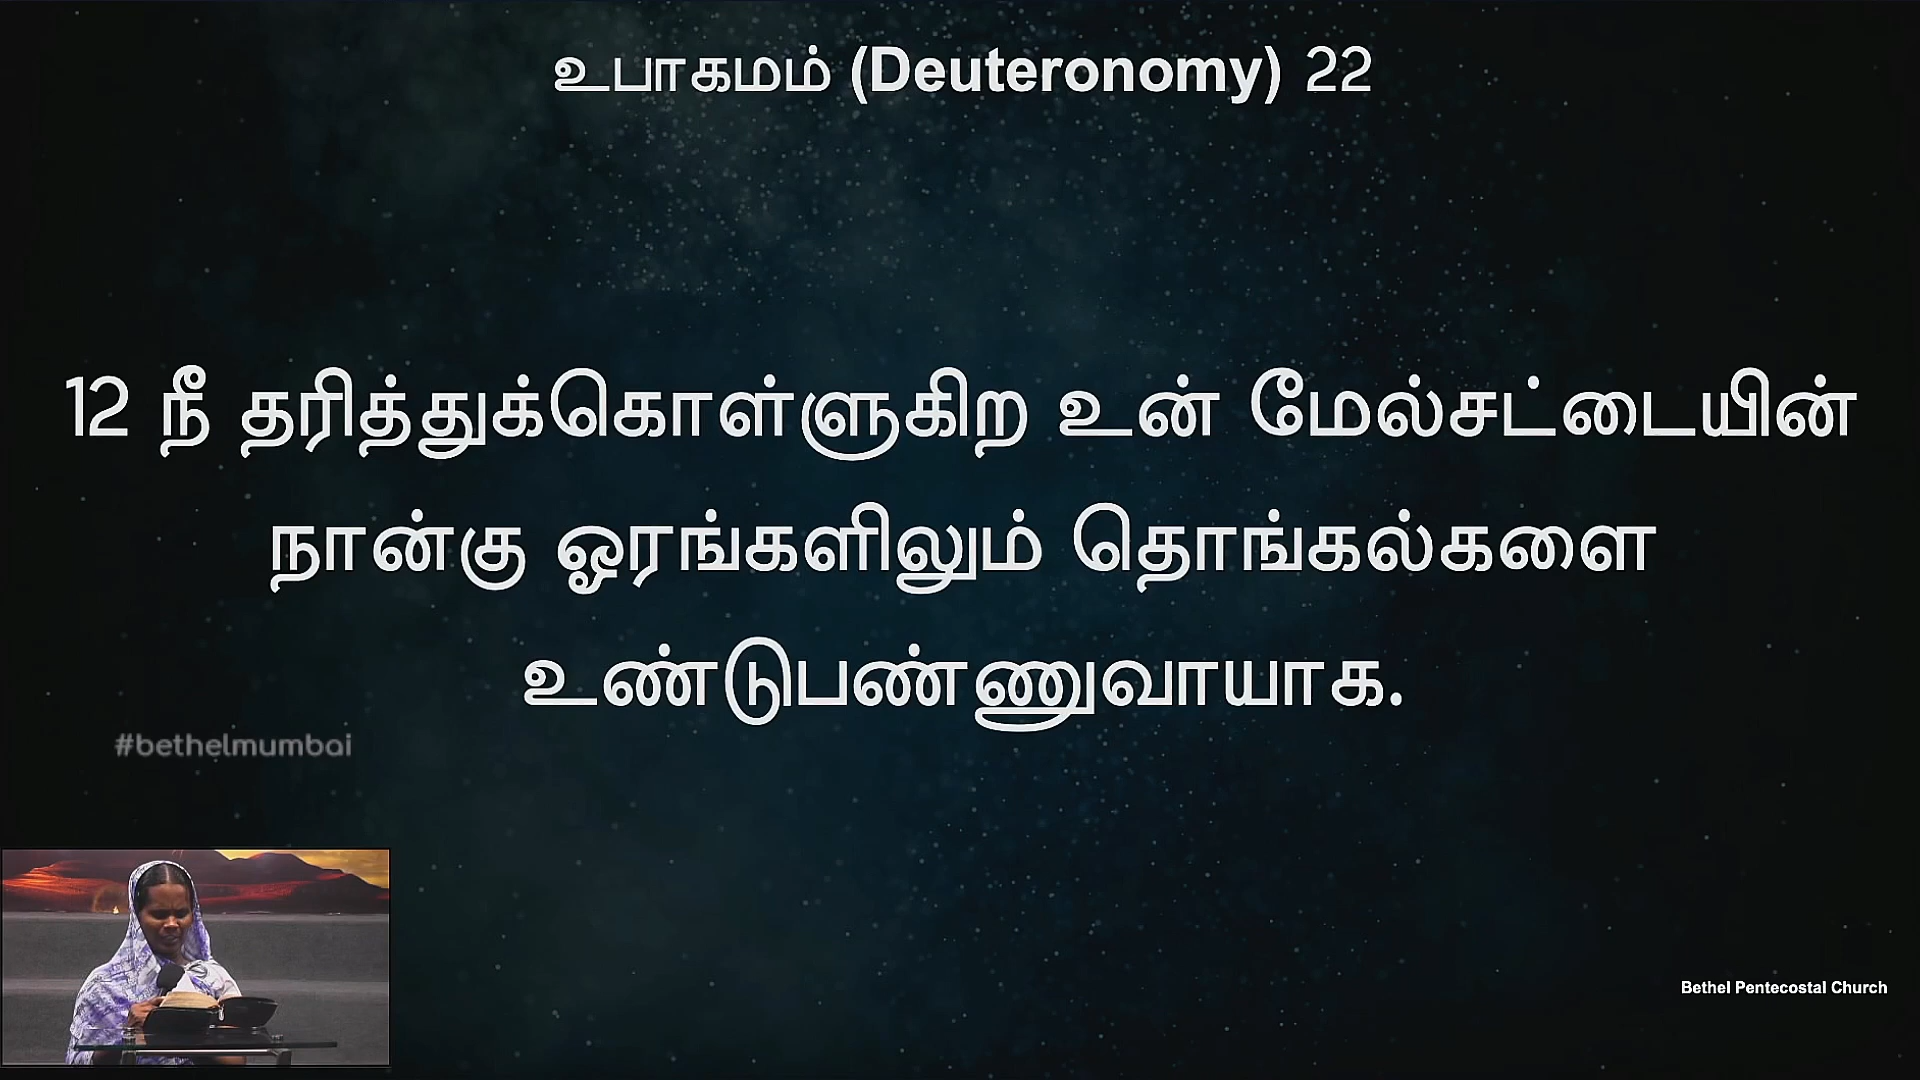 உபாகமம் (Deuteronomy) 22
12 நீ தரித்துக்கொள்ளுகிற உன் மேல்சட்டையின்
நான்கு ஓரங்களிலும் தொங்கல்களை
உண்டுபண்ணுவாயாக.
#bethelmumbai
Bethel Pentecostal Church